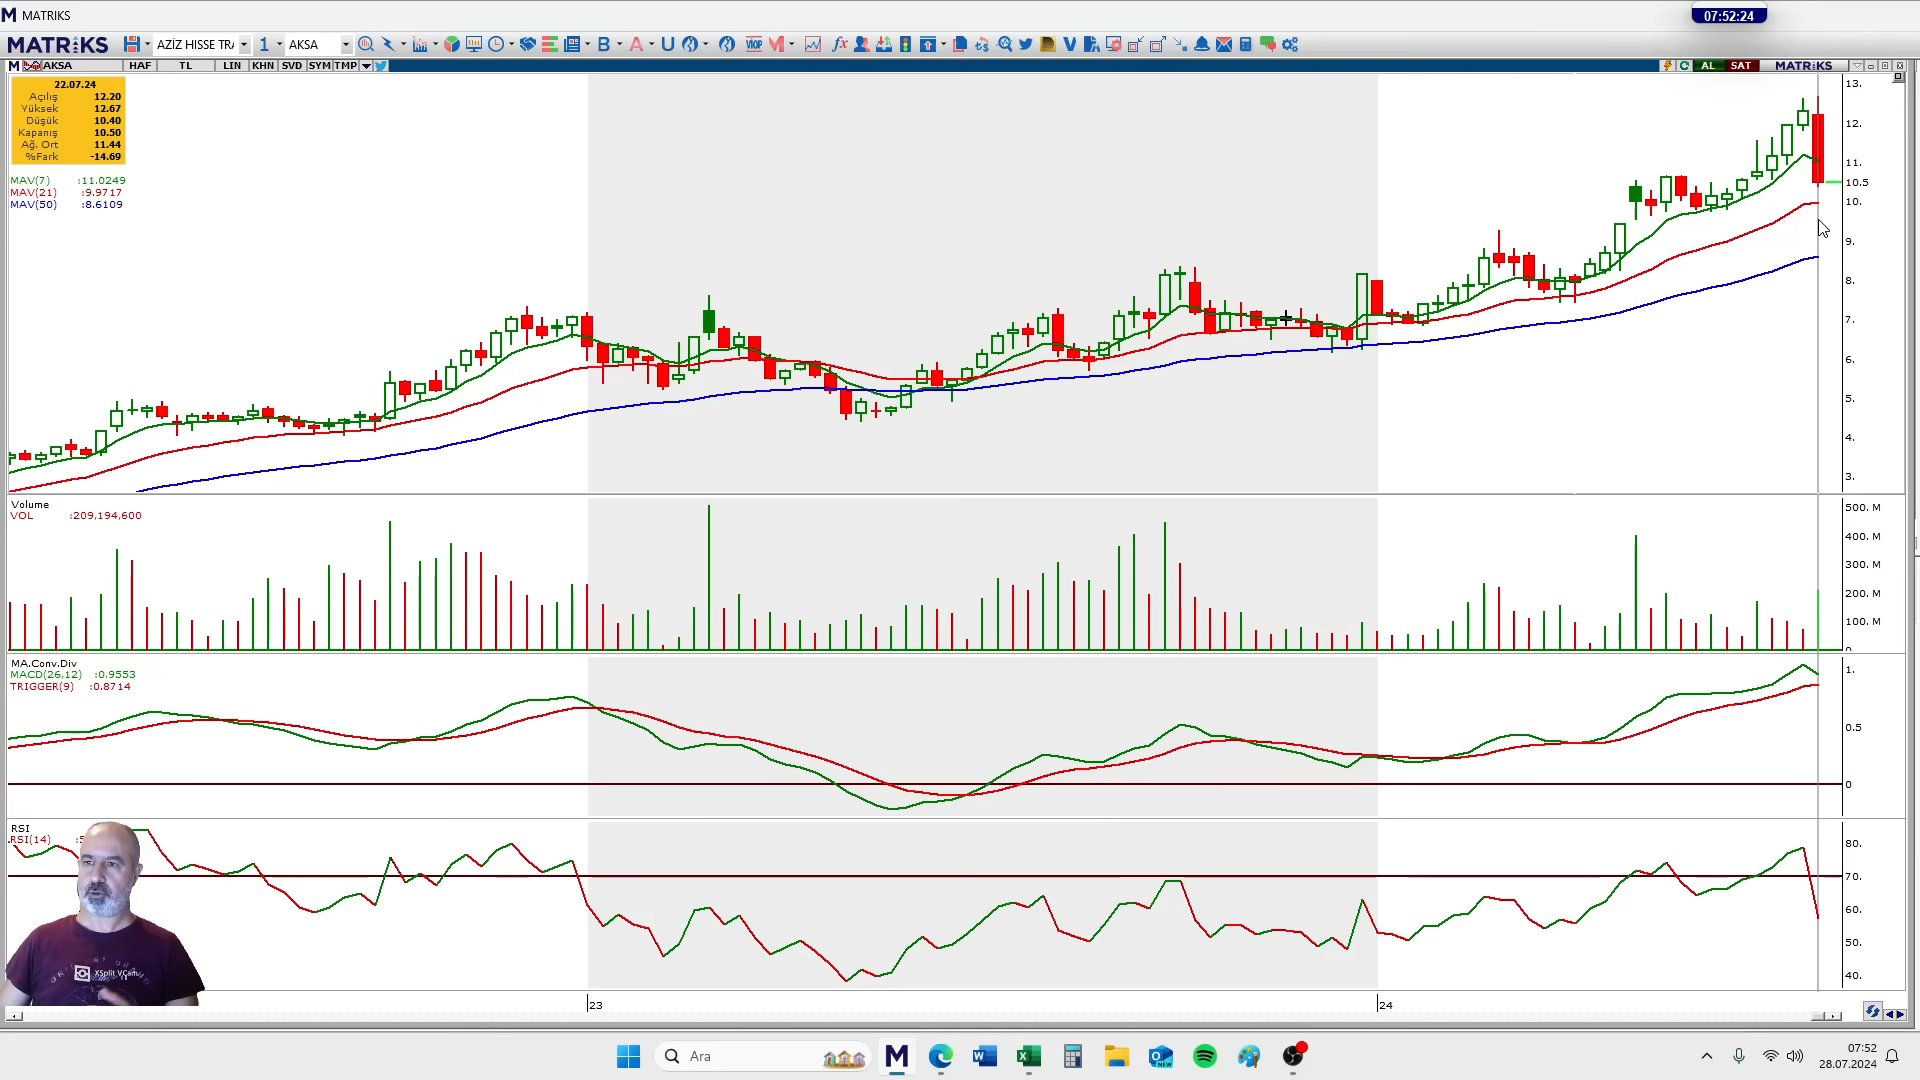 MATRIKS
07:52:24
MATRiKS AZİZ HISSE TRA 1 AKSA
AKSA HAF TL LIN KHN SVD SYM TMP AL SAT MATRiKS
22.07.24
Açılış 12.20
Yüksek 12.67
Düşük 10.40
Kapanış 10.50
Ağ. Ort 11.44
%Fark -14.69
MAV(7) :11.0249
MAV(21) :9.9717
MAV(50) :8.6109
13.
12.
11.
10.5
10.
9.
8.
7.
6.
5.
4.
3.
Volume
VOL :209,194,600
500. M
400. M
300. M
200. M
100. M
0
MA.Conv.Div
MACD(26,12) :0.9553
TRIGGER(9) :0.8714
1.
0.5
0
RSI
RSI(14)
80.
70.
60.
50.
40.
XSplit VCam
23
24
Ara
07:52
28.07.2024